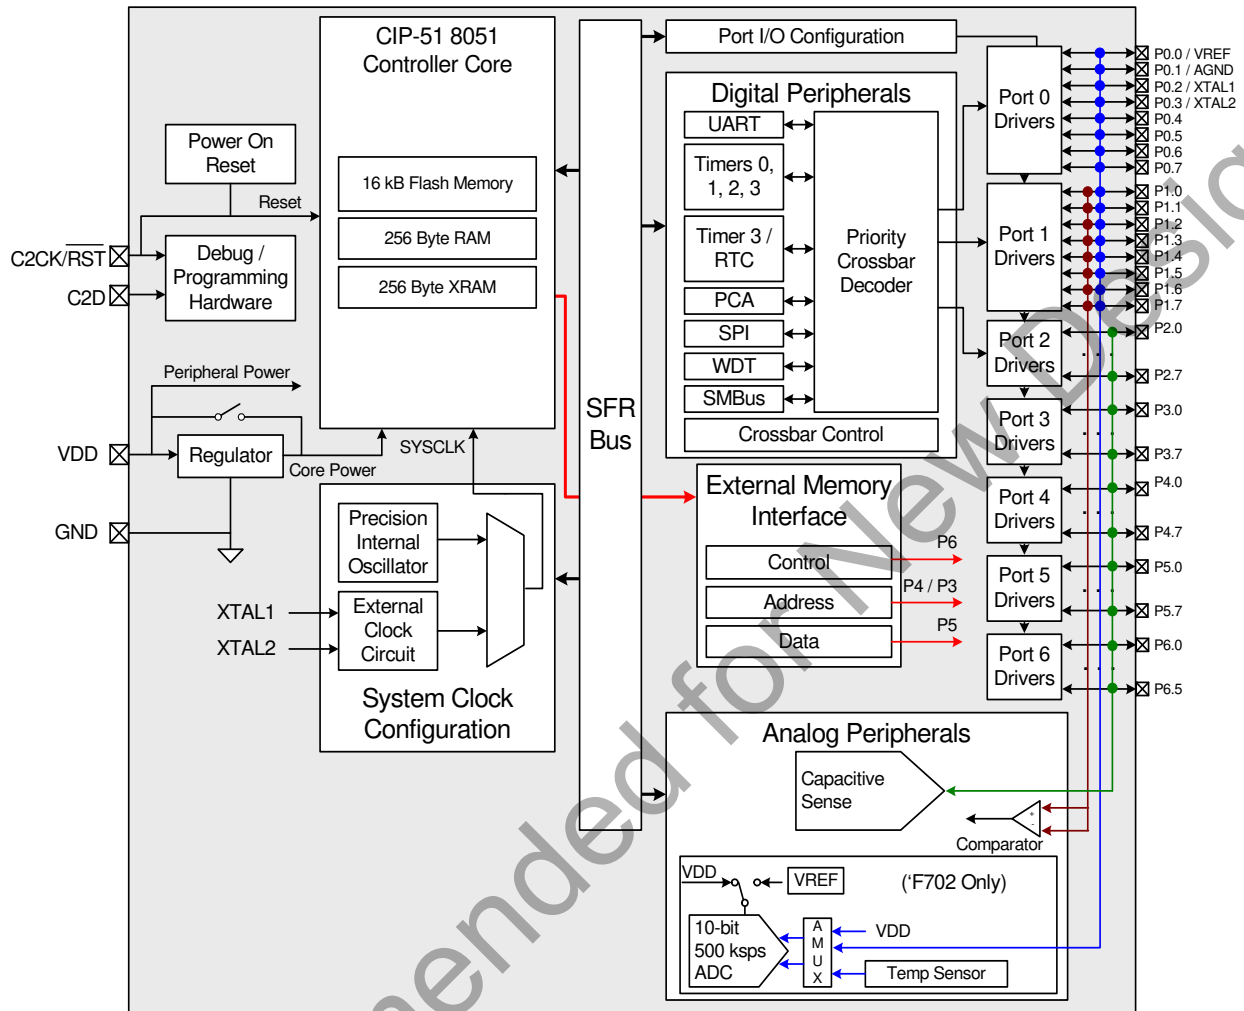 CIP-51 8051
Controller Core
16 kB Flash Memory
256 Byte RAM
256 Byte XRAM
Power On
Reset
Reset
C2CK/RST
C2D
Debug /
Programming
Hardware
Peripheral Power
VDD
Regulator
Core Power
GND
SYSCLK
Precision
Internal
Oscillator
XTAL1
XTAL2
External
Clock
Circuit
System Clock
Configuration
SFR
Bus
Port I/O Configuration
Digital Peripherals
UART
Timers 0,
1, 2, 3
Timer 3 /
RTC
PCA
SPI
WDT
SMBus
Priority
Crossbar
Decoder
Crossbar Control
External Memory
Interface
Control
P6
Address
P4 / P3
Data
P5
Port 0
Drivers
Port 1
Drivers
Port 2
Drivers
Port 3
Drivers
Port 4
Drivers
Port 5
Drivers
Port 6
Drivers
P0.0 / VREF
P0.1 / AGND
P0.2 / XTAL1
P0.3 / XTAL2
P0.4
P0.5
P0.6
P0.7
P1.0
P1.1
P1.2
P1.3
P1.4
P1.5
P1.6
P1.7
P2.0
. . .
P2.7
P3.0
. . .
P3.7
P4.0
. . .
P4.7
P5.0
. . .
P5.7
P6.0
. . .
P6.5
Analog Peripherals
Capacitive
Sense
+
-
Comparator
VDD
VREF
('F702 Only)
10-bit
500 ksps
ADC
A
M
U
X
VDD
Temp Sensor
mended for New Desig